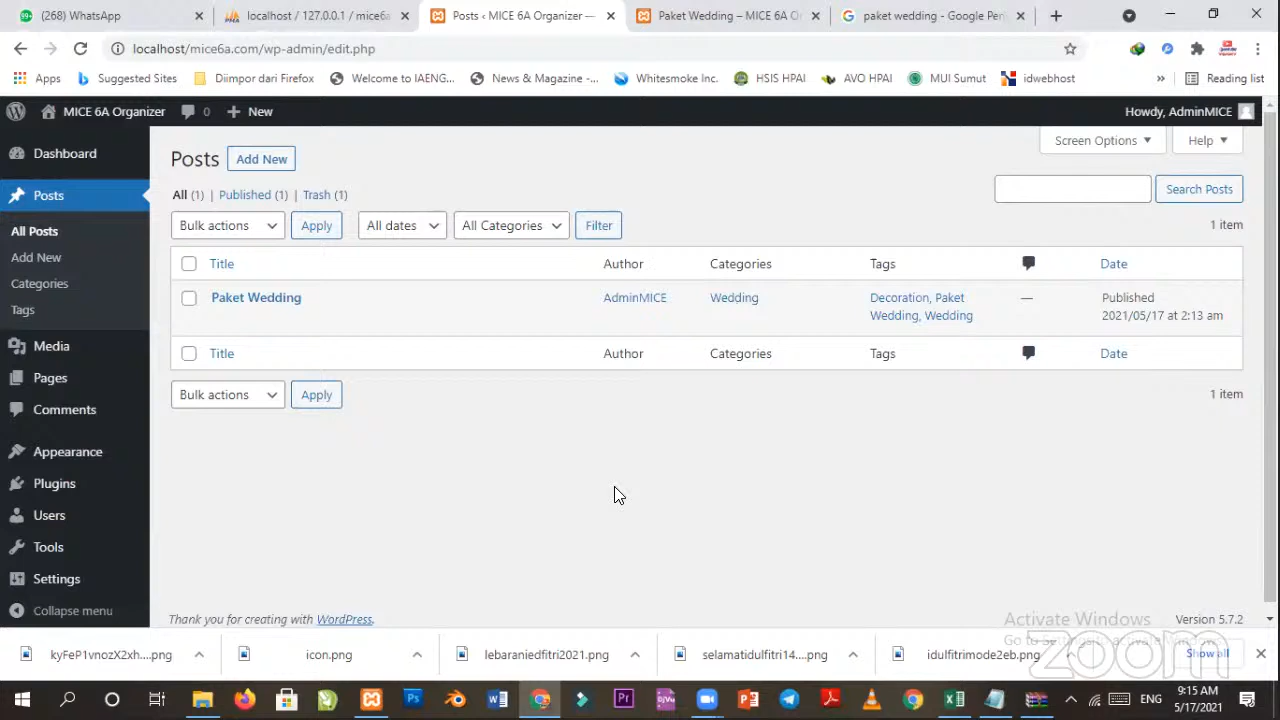 (268) WhatsApp
localhost / 127.0.0.1 / mice6a
Posts ‹ MICE 6A Organizer —
Paket Wedding – MICE 6A O
paket wedding - Google Pen
localhost/mice6a.com/wp-admin/edit.php
Apps
Suggested Sites
Diimpor dari Firefox
Welcome to IAENG...
News & Magazine -...
Whitesmoke Inc.
HSIS HPAI
AVO HPAI
MUI Sumut
idwebhost
»
Reading list
MICE 6A Organizer
0
New
Howdy, AdminMICE
Dashboard
Posts
All Posts
Add New
Categories
Tags
Media
Pages
Comments
Appearance
Plugins
Users
Tools
Settings
Collapse menu
Screen Options
Help
Posts
Add New
All (1) | Published (1) | Trash (1)
Search Posts
Bulk actions
Apply
All dates
All Categories
Filter
1 item
Title
Author
Categories
Tags
Date
Paket Wedding
AdminMICE
Wedding
Decoration, Paket
Wedding, Wedding
—
Published
2021/05/17 at 2:13 am
Title
Author
Categories
Tags
Date
Bulk actions
Apply
1 item
Thank you for creating with WordPress.
Version 5.7.2
Activate Windows
zoom
kyFeP1vnozX2xh....png
icon.png
lebaraniedfitri2021.png
selamatidulfitri14....png
idulfitrimode2eb.png
Show all
ENG
9:15 AM
5/17/2021